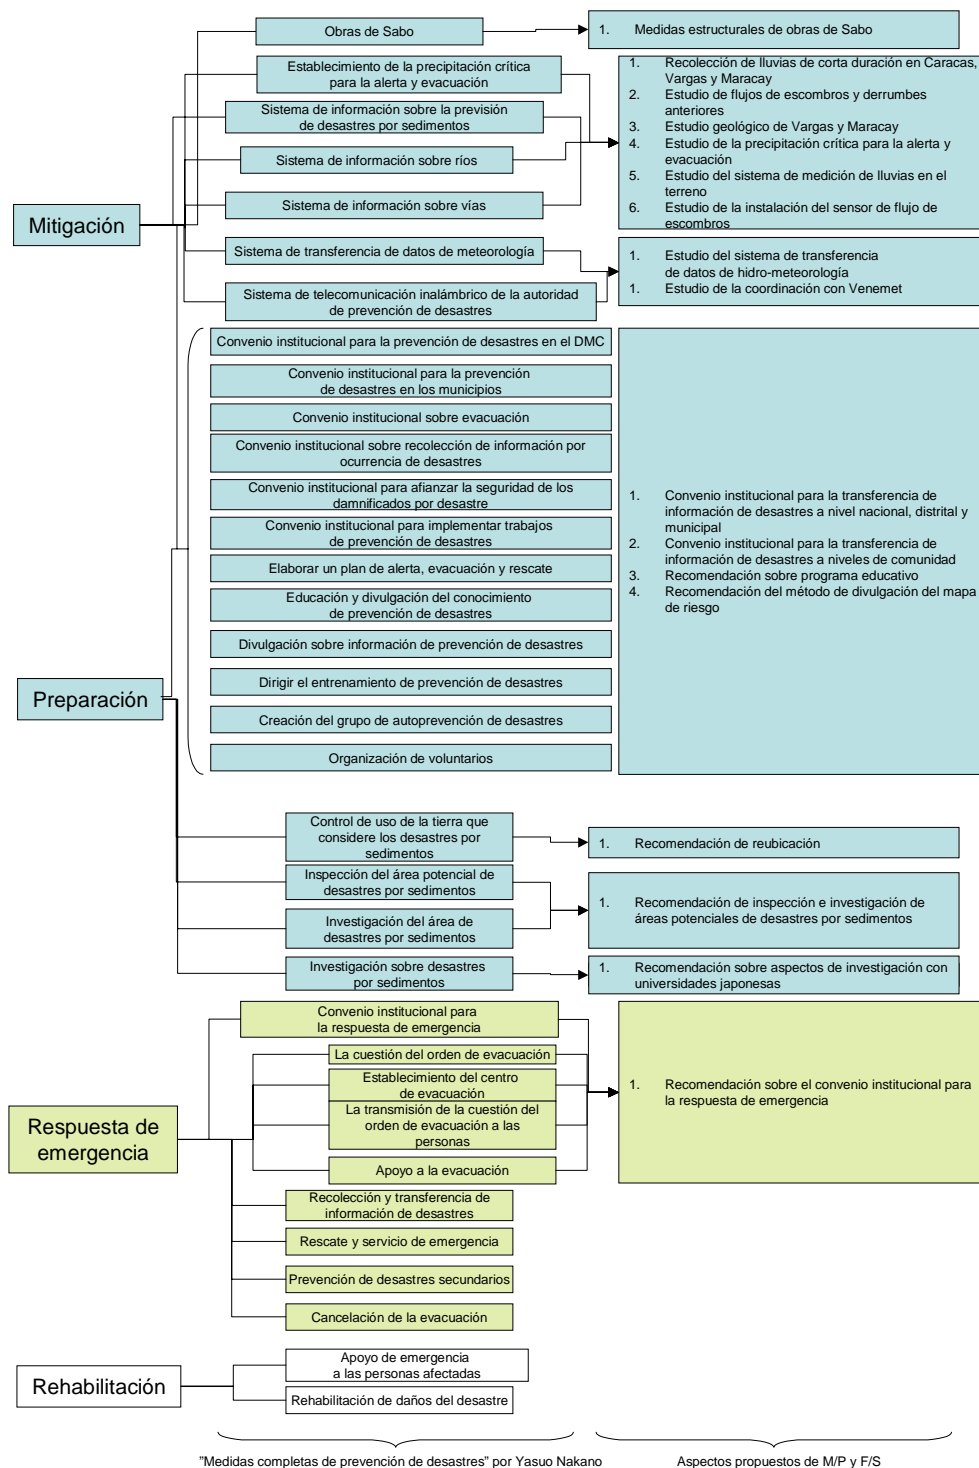 Obras de Sabo
1. Medidas estructurales de obras de Sabo
Establecimiento de la precipitación crítica
para la alerta y evacuación
Sistema de información sobre la previsión
de desastres por sedimentos
Sistema de información sobre ríos
Sistema de información sobre vías
1. Recolección de lluvias de corta duración en Caracas,
Vargas y Maracay
2. Estudio de flujos de escombros y derrumbes
anteriores
3. Estudio geológico de Vargas y Maracay
4. Estudio de la precipitación crítica para la alerta y
evacuación
5. Estudio del sistema de medición de lluvias en el
terreno
6. Estudio de la instalación del sensor de flujo de
escombros
Mitigación
Sistema de transferencia de datos de meteorología
Sistema de telecomunicación inalámbrico de la autoridad
de prevención de desastres
1. Estudio del sistema de transferencia
de datos de hidro-meteorología
1. Estudio de la coordinación con Venemet
Convenio institucional para la prevención de desastres en el DMC
Convenio institucional para la prevención
de desastres en los municipios
Convenio institucional sobre evacuación
Convenio institucional sobre recolección de información por
ocurrencia de desastres
Convenio institucional para afianzar la seguridad de los
damnificados por desastre
Convenio institucional para implementar trabajos
de prevención de desastres
Elaborar un plan de alerta, evacuación y rescate
Educación y divulgación del conocimiento
de prevención de desastres
Divulgación sobre información de prevención de desastres
Dirigir el entrenamiento de prevención de desastres
Creación del grupo de autoprevención de desastres
Organización de voluntarios
1. Convenio institucional para la transferencia de
información de desastres a nivel nacional, distrital y
municipal
2. Convenio institucional para la transferencia de
información de desastres a niveles de comunidad
3. Recomendación sobre programa educativo
4. Recomendación del método de divulgación del mapa
de riesgo
Preparación
Control de uso de la tierra que
considere los desastres por
sedimentos
1. Recomendación de reubicación
Inspección del área potencial de
desastres por sedimentos
Investigación del área de
desastres por sedimentos
1. Recomendación de inspección e investigación de
áreas potenciales de desastres por sedimentos
Investigación sobre desastres
por sedimentos
1. Recomendación sobre aspectos de investigación con
universidades japonesas
Convenio institucional para
la respuesta de emergencia
La cuestión del orden de evacuación
Establecimiento del centro
de evacuación
La transmisión de la cuestión del
orden de evacuación a las
personas
Apoyo a la evacuación
1. Recomendación sobre el convenio institucional para
la respuesta de emergencia
Respuesta de
emergencia
Recolección y transferencia de
información de desastres
Rescate y servicio de emergencia
Prevención de desastres secundarios
Cancelación de la evacuación
Rehabilitación
Apoyo de emergencia
a las personas afectadas
Rehabilitación de daños del desastre
"Medidas completas de prevención de desastres" por Yasuo Nakano
Aspectos propuestos de M/P y F/S